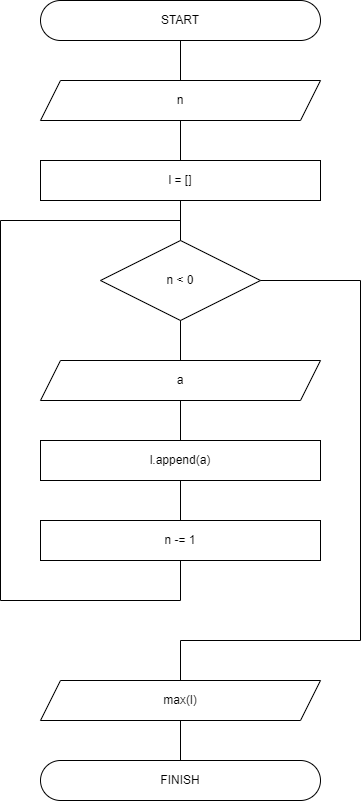 START
n
l = []
n < 0
a
l.append(a)
n -= 1
max(l)
FINISH